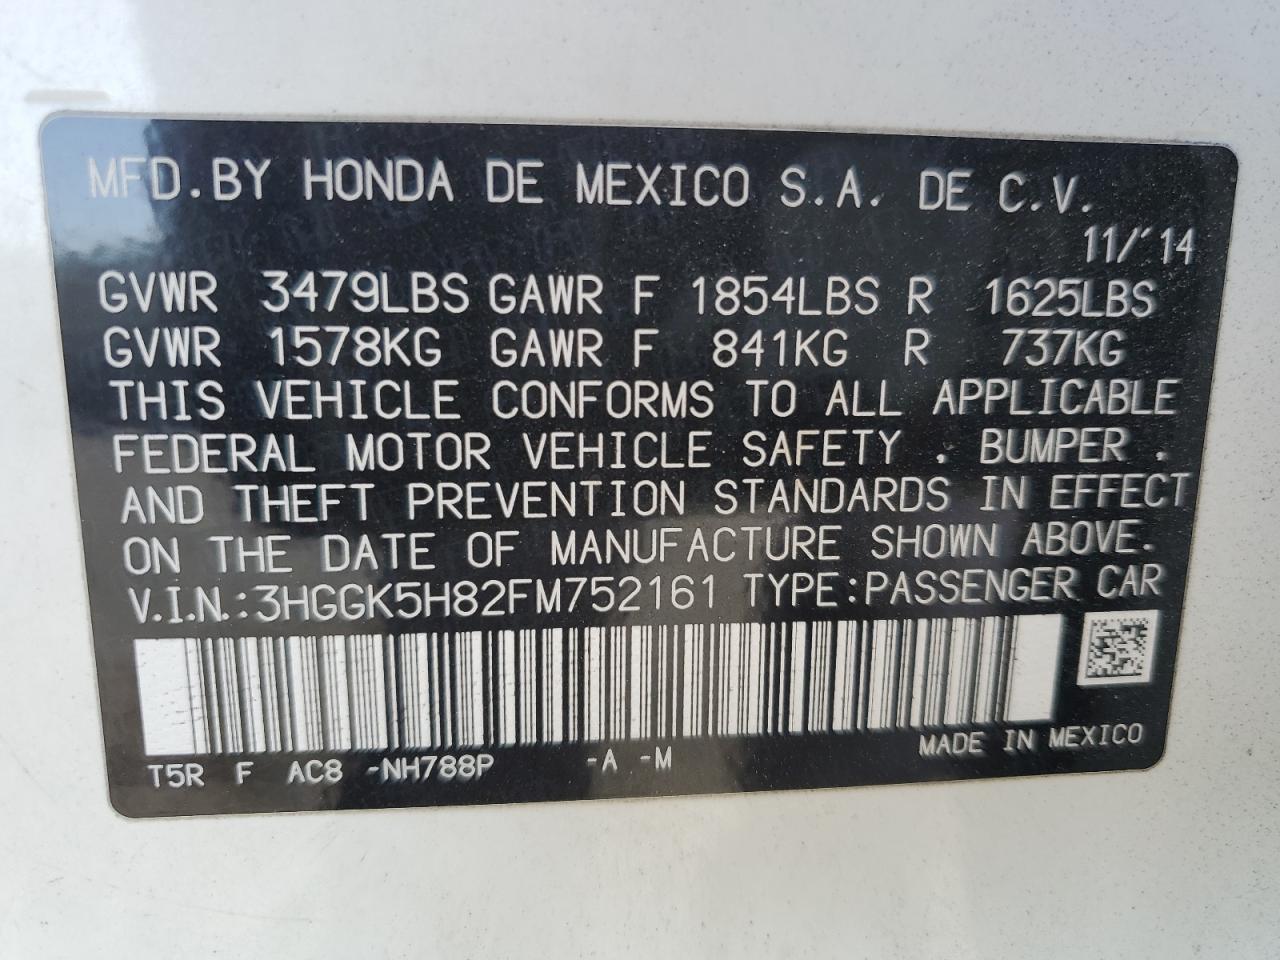 MFD.BY HONDA DE MEXICO S.A. DE C.V.
11/'14
GVWR 3479LBS GAWR F 1854LBS R 1625LBS
GVWR 1578KG GAWR F 841KG R 737KG
THIS VEHICLE CONFORMS TO ALL APPLICABLE
FEDERAL MOTOR VEHICLE SAFETY . BUMPER .
AND THEFT PREVENTION STANDARDS IN EFFECT
ON THE DATE OF MANUFACTURE SHOWN ABOVE.
V.I.N.:3HGGK5H82FM752161 TYPE:PASSENGER CAR
MADE IN MEXICO
T5R F AC8 -NH788P -A -M